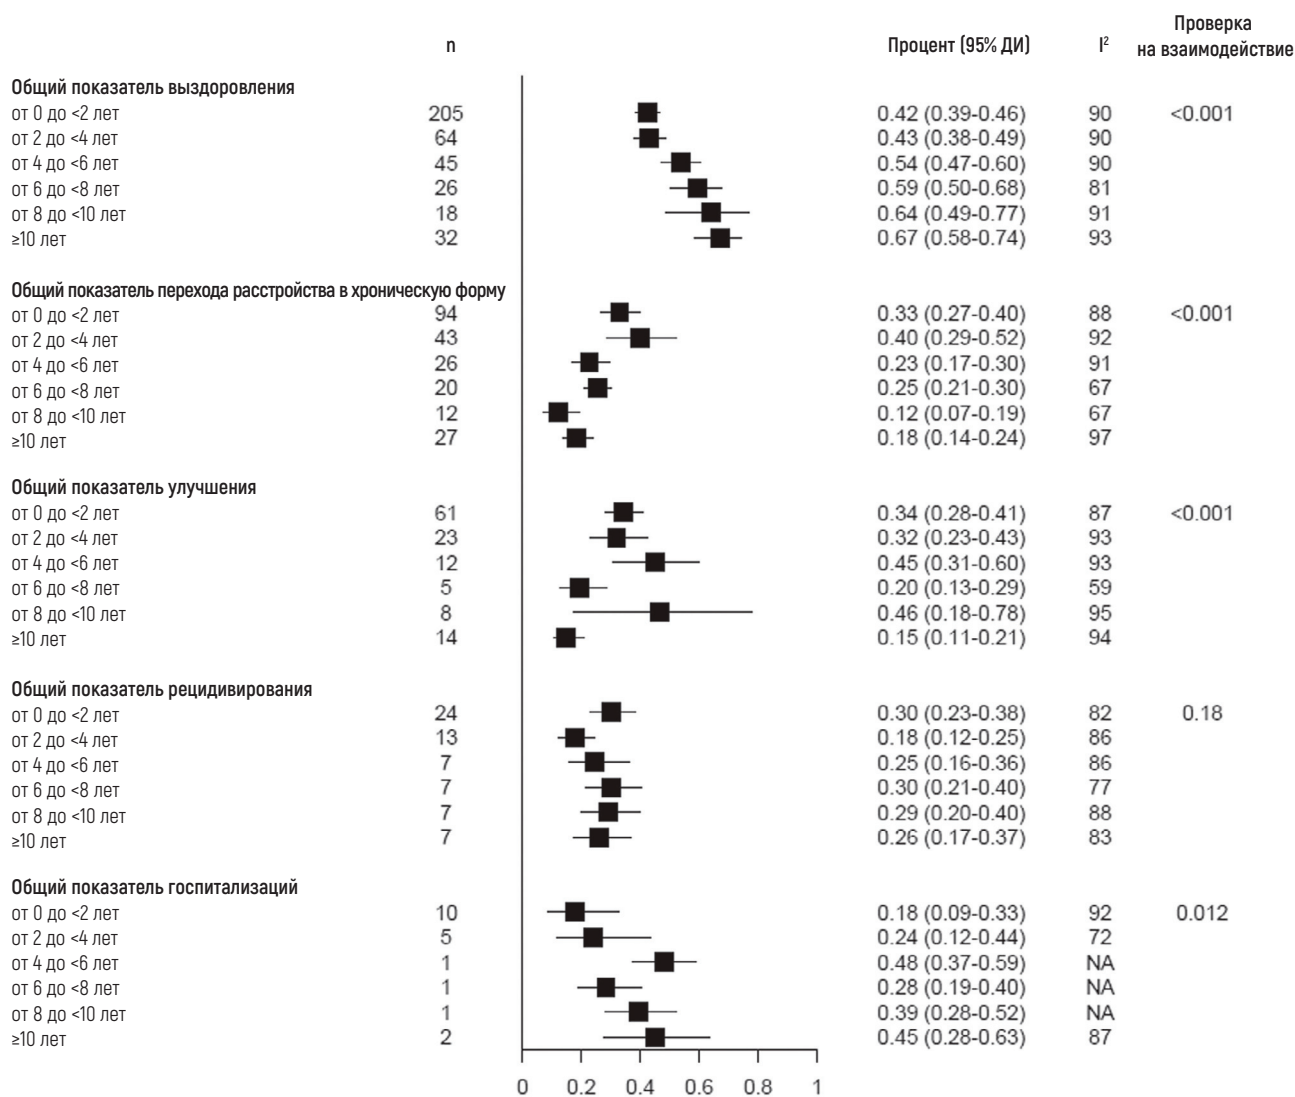 n Процент (95% ДИ) I² Проверка на взаимодействие
Общий показатель выздоровления
от 0 до <2 лет 205 0.42 (0.39-0.46) 90 <0.001
от 2 до <4 лет 64 0.43 (0.38-0.49) 90
от 4 до <6 лет 45 0.54 (0.47-0.60) 90
от 6 до <8 лет 26 0.59 (0.50-0.68) 81
от 8 до <10 лет 18 0.64 (0.49-0.77) 91
≥10 лет 32 0.67 (0.58-0.74) 93
Общий показатель перехода расстройства в хроническую форму
от 0 до <2 лет 94 0.33 (0.27-0.40) 88 <0.001
от 2 до <4 лет 43 0.40 (0.29-0.52) 92
от 4 до <6 лет 26 0.23 (0.17-0.30) 91
от 6 до <8 лет 20 0.25 (0.21-0.30) 67
от 8 до <10 лет 12 0.12 (0.07-0.19) 67
≥10 лет 27 0.18 (0.14-0.24) 97
Общий показатель улучшения
от 0 до <2 лет 61 0.34 (0.28-0.41) 87 <0.001
от 2 до <4 лет 23 0.32 (0.23-0.43) 93
от 4 до <6 лет 12 0.45 (0.31-0.60) 93
от 6 до <8 лет 5 0.20 (0.13-0.29) 59
от 8 до <10 лет 8 0.46 (0.18-0.78) 95
≥10 лет 14 0.15 (0.11-0.21) 94
Общий показатель рецидивирования
от 0 до <2 лет 24 0.30 (0.23-0.38) 82 0.18
от 2 до <4 лет 13 0.18 (0.12-0.25) 86
от 4 до <6 лет 7 0.25 (0.16-0.36) 86
от 6 до <8 лет 7 0.30 (0.21-0.40) 77
от 8 до <10 лет 7 0.29 (0.20-0.40) 88
≥10 лет 7 0.26 (0.17-0.37) 83
Общий показатель госпитализаций
от 0 до <2 лет 10 0.18 (0.09-0.33) 92 0.012
от 2 до <4 лет 5 0.24 (0.12-0.44) 72
от 4 до <6 лет 1 0.48 (0.37-0.59) NA
от 6 до <8 лет 1 0.28 (0.19-0.40) NA
от 8 до <10 лет 1 0.39 (0.28-0.52) NA
≥10 лет 2 0.45 (0.28-0.63) 87
0 0.2 0.4 0.6 0.8 1